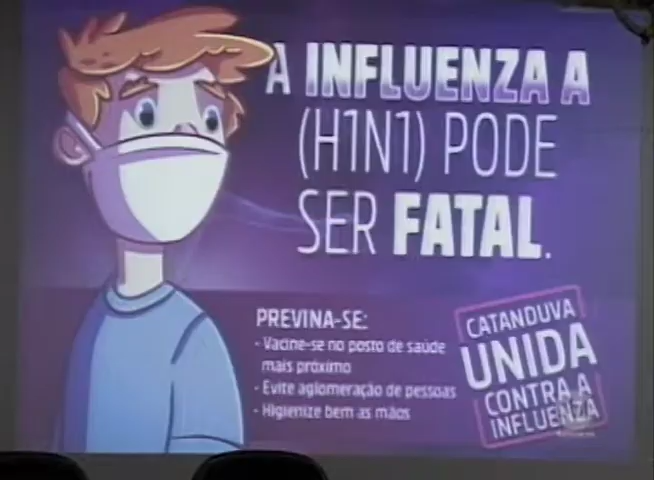 A INFLUENZA A
(H1N1) PODE
SER FATAL.
PREVINA-SE:
- Vacine-se no posto de saúde
mais próximo
- Evite aglomeração de pessoas
- Higienize bem as mãos
CATANDUVA
UNIDA
CONTRA A
INFLUENZA